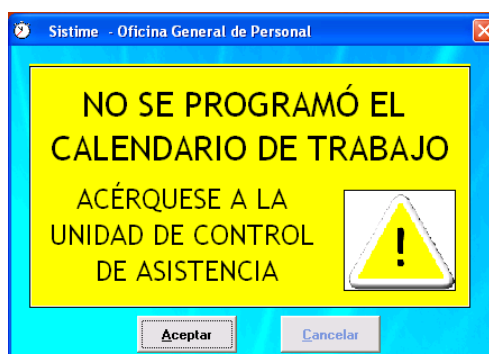 Sistime - Oficina General de Personal
NO SE PROGRAMÓ EL
CALENDARIO DE TRABAJO
ACÉRQUESE A LA
UNIDAD DE CONTROL
DE ASISTENCIA
!
Aceptar
Cancelar